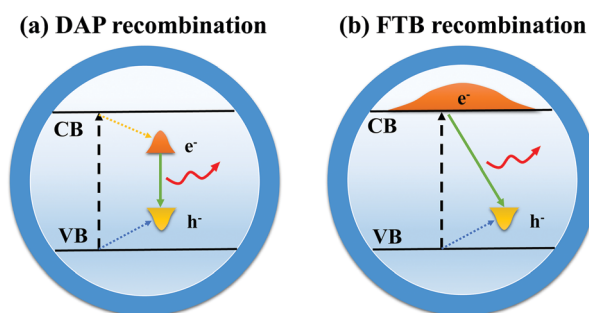 (a) DAP recombination
(b) FTB recombination
CB
e-
h-
VB
e-
CB
h-
VB